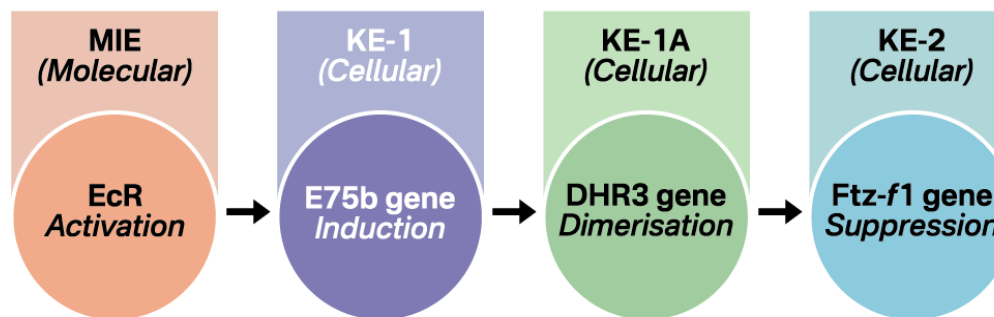 MIE
(Molecular)
EcR
Activation
KE-1
(Cellular)
E75b gene
Induction
KE-1A
(Cellular)
DHR3 gene
Dimerisation
KE-2
(Cellular)
Ftz-f1 gene
Suppression